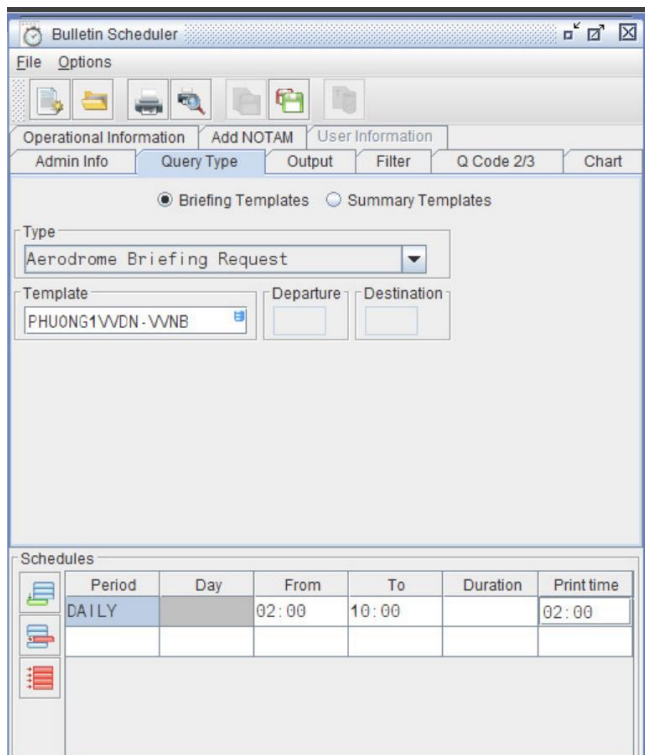 Bulletin Scheduler
File Options
Operational Information Add NOTAM User Information
Admin Info Query Type Output Filter Q Code 2/3 Chart
Briefing Templates Summary Templates
Type
Aerodrome Briefing Request
Template Departure Destination
PHUONG1VVDN-VVNB
Schedules
Period Day From To Duration Print time
DAILY 02:00 10:00 02:00